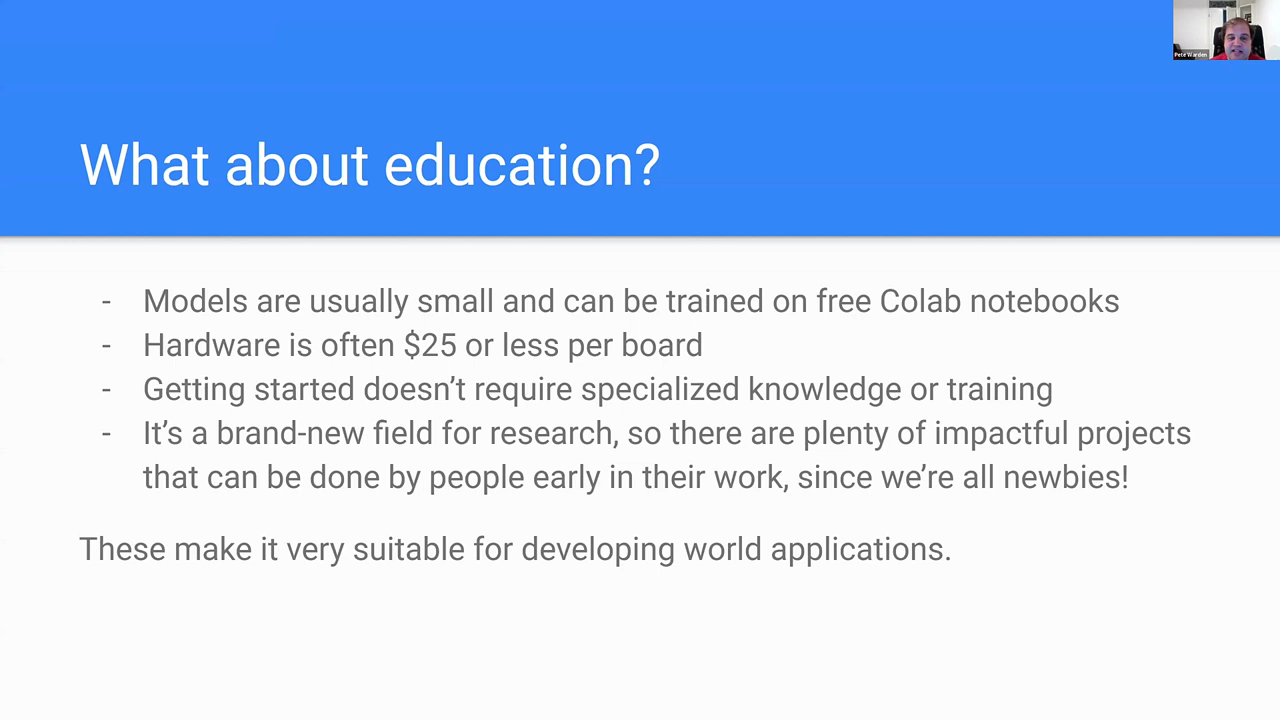 Pete Warden
What about education?
- Models are usually small and can be trained on free Colab notebooks
- Hardware is often $25 or less per board
- Getting started doesn’t require specialized knowledge or training
- It’s a brand-new field for research, so there are plenty of impactful projects
that can be done by people early in their work, since we’re all newbies!
These make it very suitable for developing world applications.